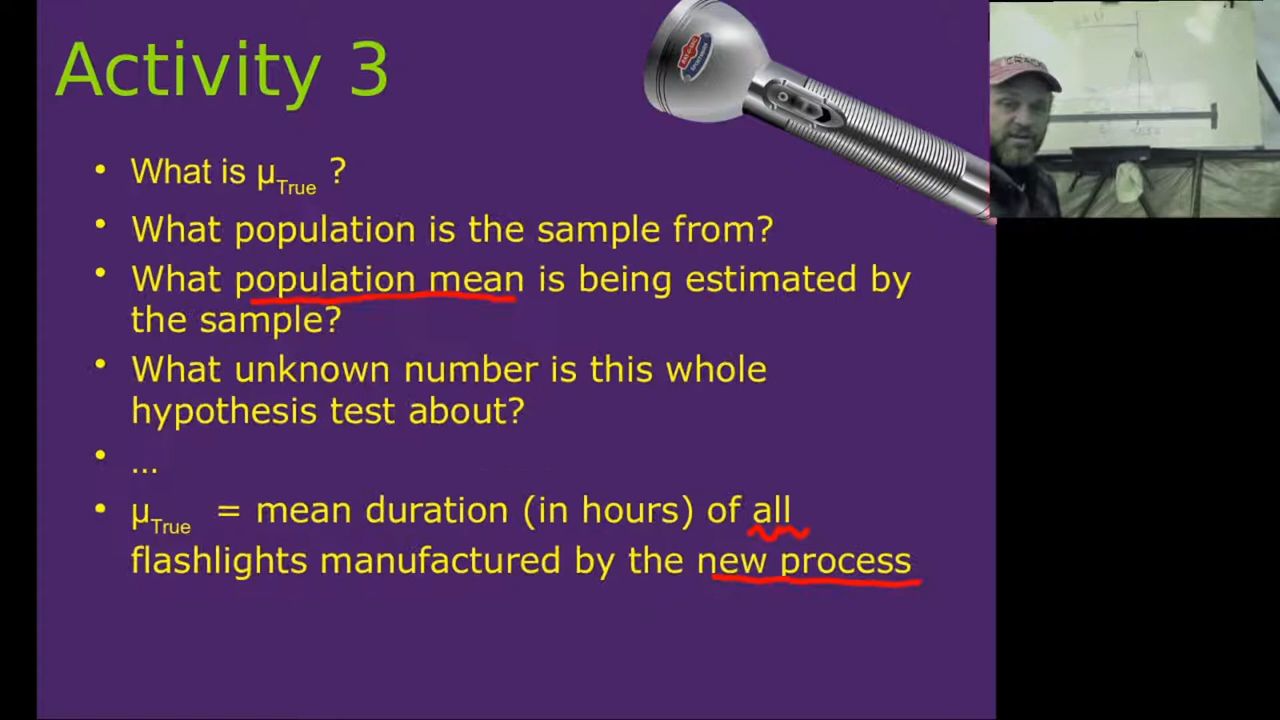 Activity 3
• What is μTrue ?
• What population is the sample from?
• What population mean is being estimated by
the sample?
• What unknown number is this whole
hypothesis test about?
• ...
• μTrue = mean duration (in hours) of all
flashlights manufactured by the new process